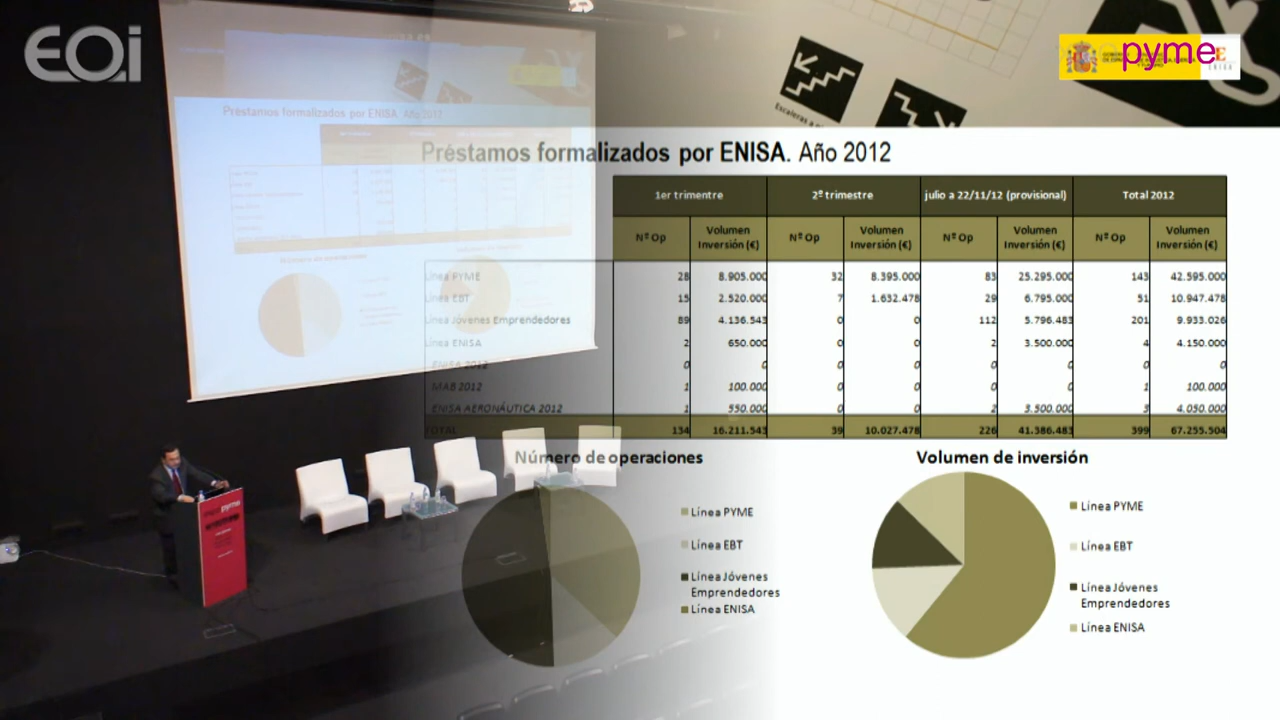 EOi
pyme
Escaleras a
Préstamos formalizados por ENISA. Año 2012
1er trimentre 2º trimestre julio a 22/11/12 (provisional) Total 2012
Nº Op Volumen Inversión (€) Nº Op Volumen Inversión (€) Nº Op Volumen Inversión (€) Nº Op Volumen Inversión (€)
Línea PYME 28 8.905.000 32 8.395.000 83 25.295.000 143 42.595.000
Línea EBT 15 2.520.000 7 1.632.478 29 6.795.000 51 10.947.478
Línea Jóvenes Emprendedores 89 4.136.543 0 0 112 5.796.483 201 9.933.026
Línea ENISA 2 650.000 0 0 2 3.500.000 4 4.150.000
ENISA 2012 0 0 0 0 0 0 0 0
MAB 2012 1 100.000 0 0 0 0 1 100.000
ENISA AERONÁUTICA 2012 1 550.000 0 0 2 3.500.000 3 4.050.000
TOTAL 134 16.211.543 39 10.027.478 226 41.386.483 399 67.255.504
Número de operaciones
Línea PYME
Línea EBT
Línea Jóvenes
Emprendedores
Línea ENISA
Volumen de inversión
Línea PYME
Línea EBT
Línea Jóvenes
Emprendedores
Línea ENISA
Préstamos formalizados por ENISA. Año 2012
pyme